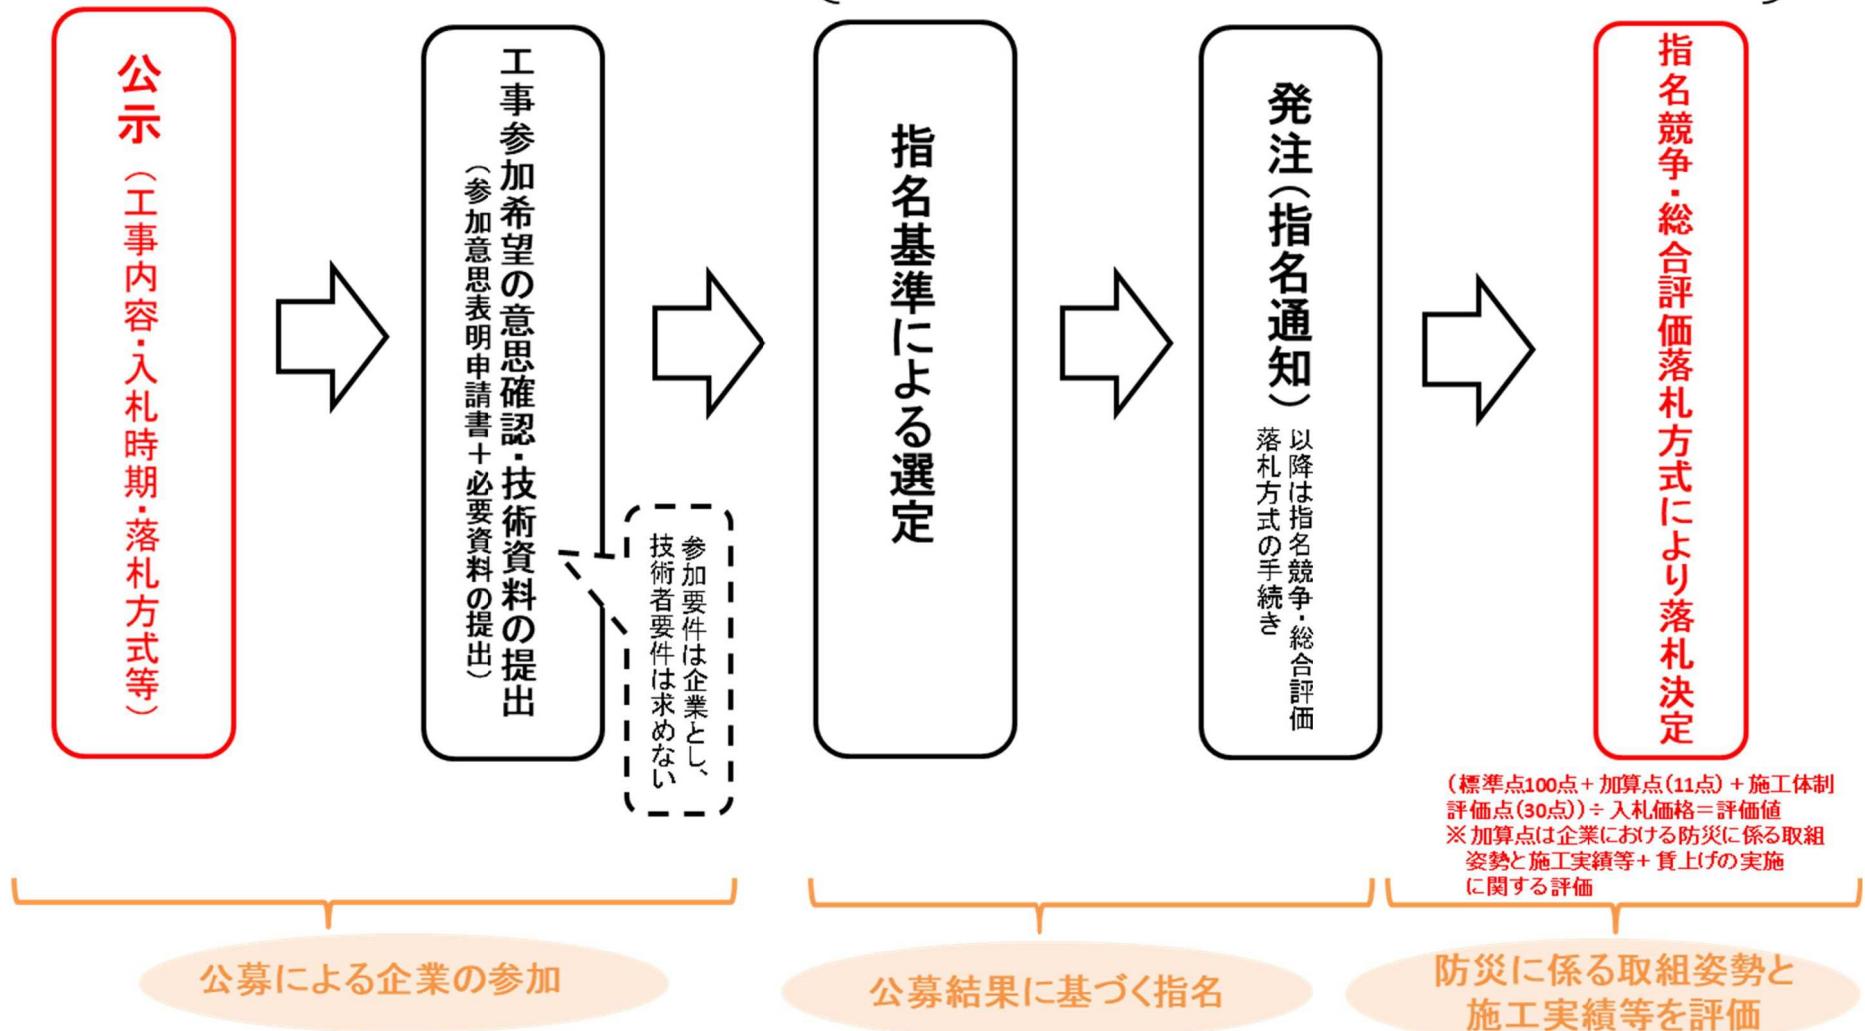 公示（工事内容・入札時期・落札方式等）
工事参加希望の意思確認・技術資料の提出
（参加意思表明申請書＋必要資料の提出）
参加要件は企業とし、
技術者要件は求めない
指名基準による選定
発注（指名通知）
以降は指名競争・総合評価
落札方式の手続き
指名競争・総合評価落札方式により落札決定
（標準点100点＋加算点（11点）＋施工体制
評価点（30点））÷入札価格＝評価値
※加算点は企業における防災に係る取組
姿勢と施工実績等＋賃上げの実施
に関する評価
公募による企業の参加
公募結果に基づく指名
防災に係る取組姿勢と
施工実績等を評価